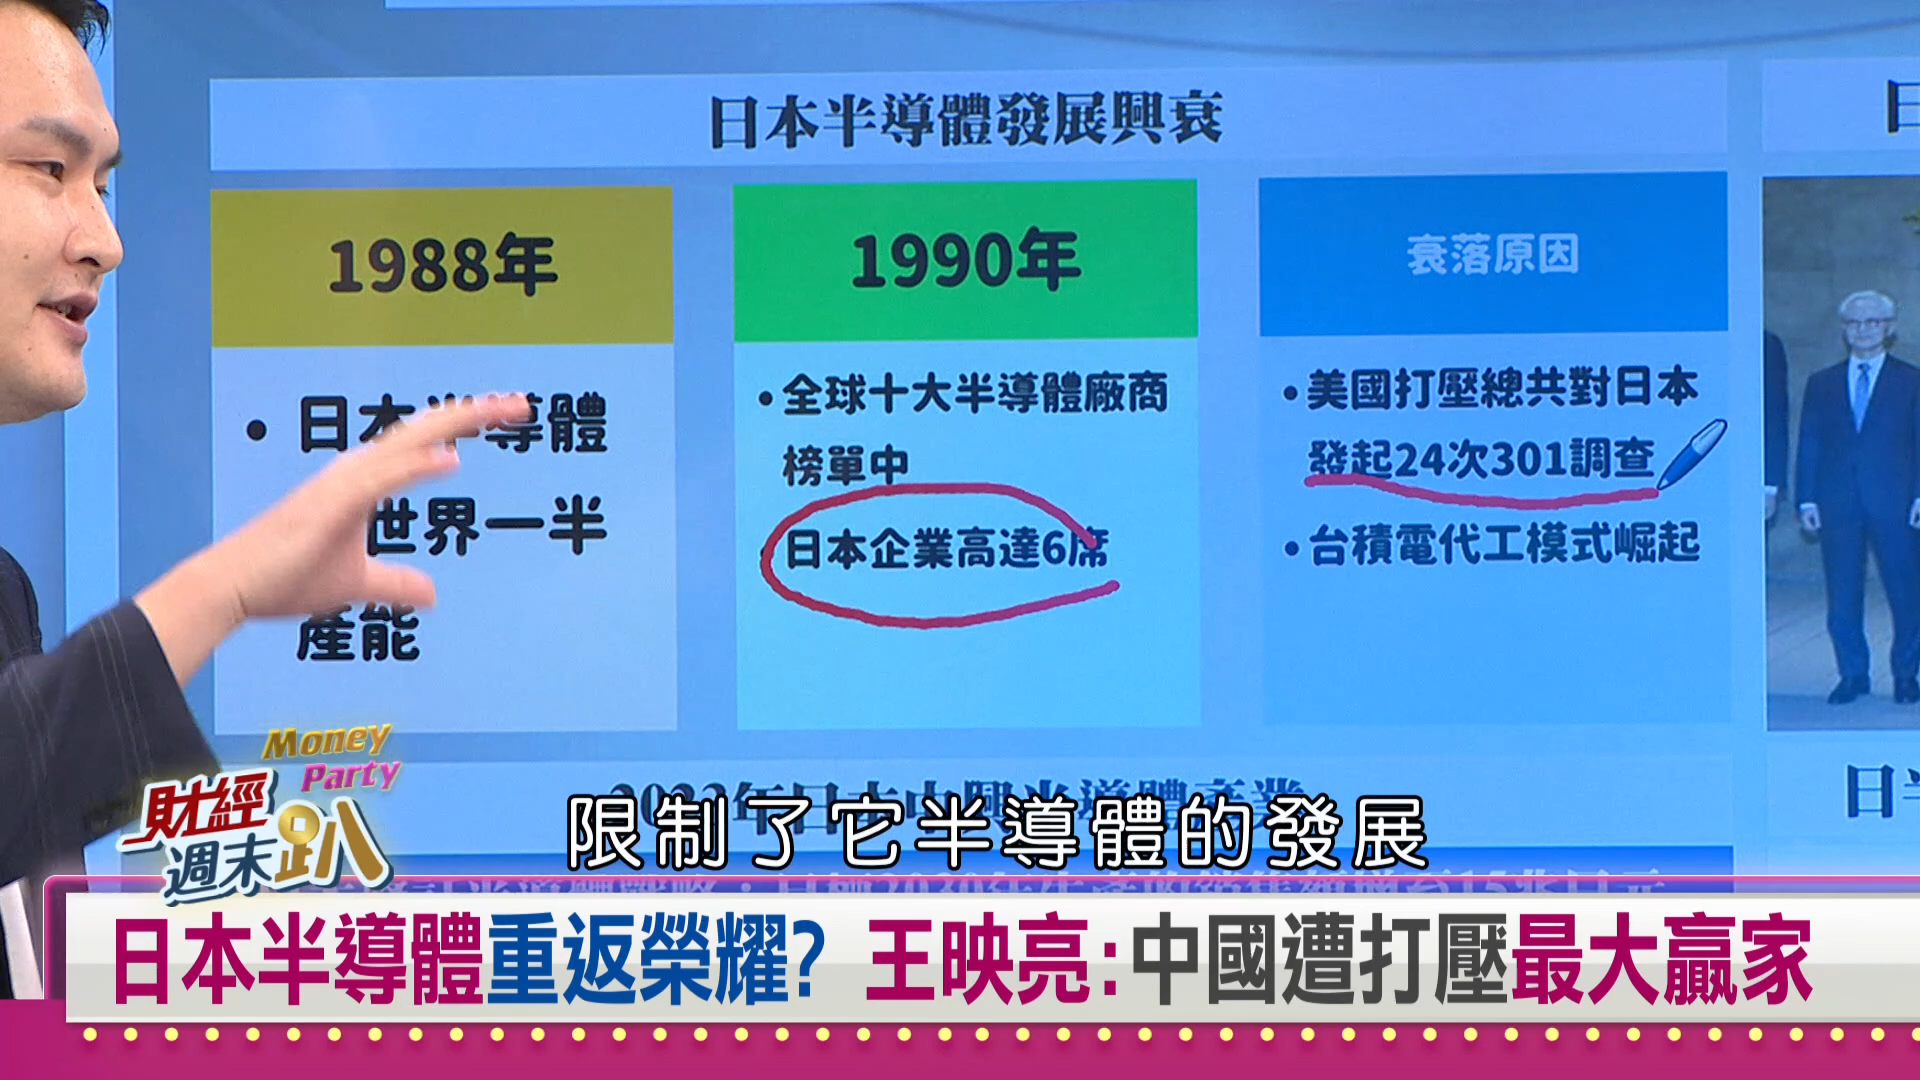 日本半導體發展興衰
1988年
• 日本半導體
世界一半
產能
1990年
•全球十大半導體廠商
榜單中
日本企業高達6席
衰落原因
•美國打壓總共對日本
發起24次301調查
•台積電代工模式崛起
Money
Party
財經
週末趴
限制了它半導體的發展
日本半導體重返榮耀? 王映亮:中國遭打壓最大贏家